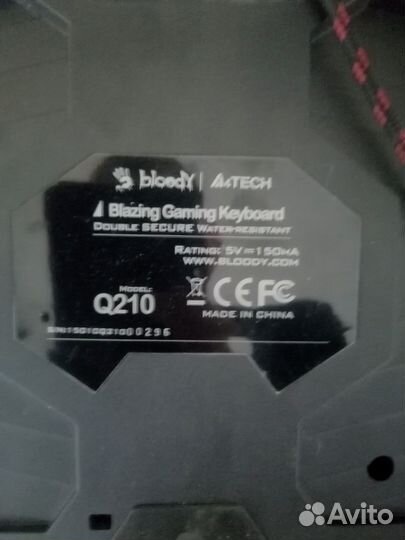 bloody | A4TECH
Blazing Gaming Keyboard
Double Secure Water-resistant
Rating: 5V=150mA
www.bloody.com
Model:
Q210
CE FC
Made in China
Avito